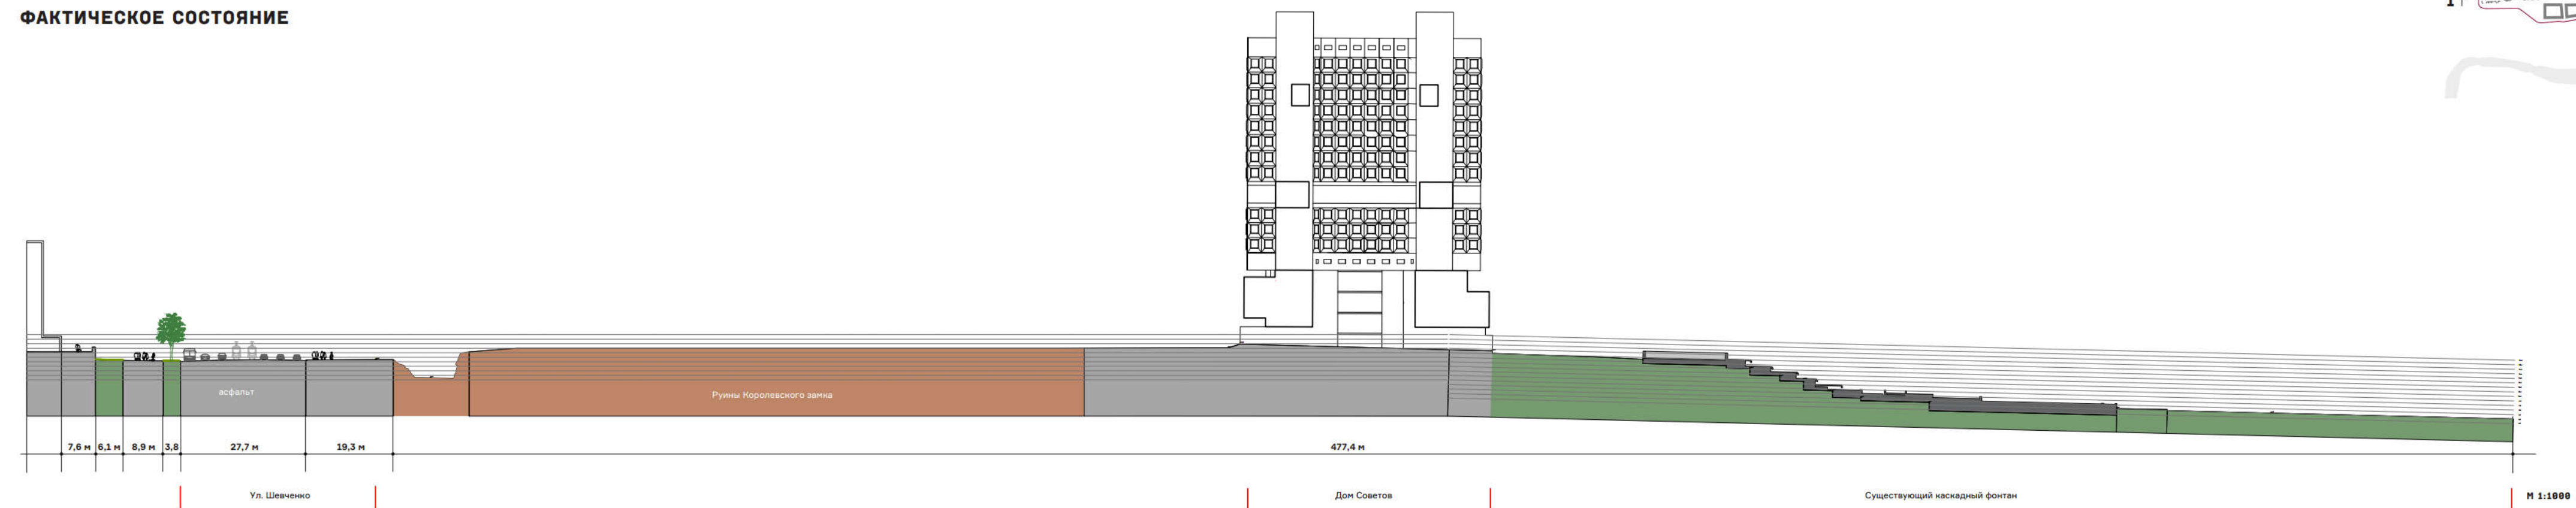 ФАКТИЧЕСКОЕ СОСТОЯНИЕ
1
асфальт
Руины Королевского замка
7,6 м 6,1 м 8,9 м 3,8 27,7 м 19,3 м 477,4 м
Ул. Шевченко Дом Советов Существующий каскадный фонтан М 1:1000